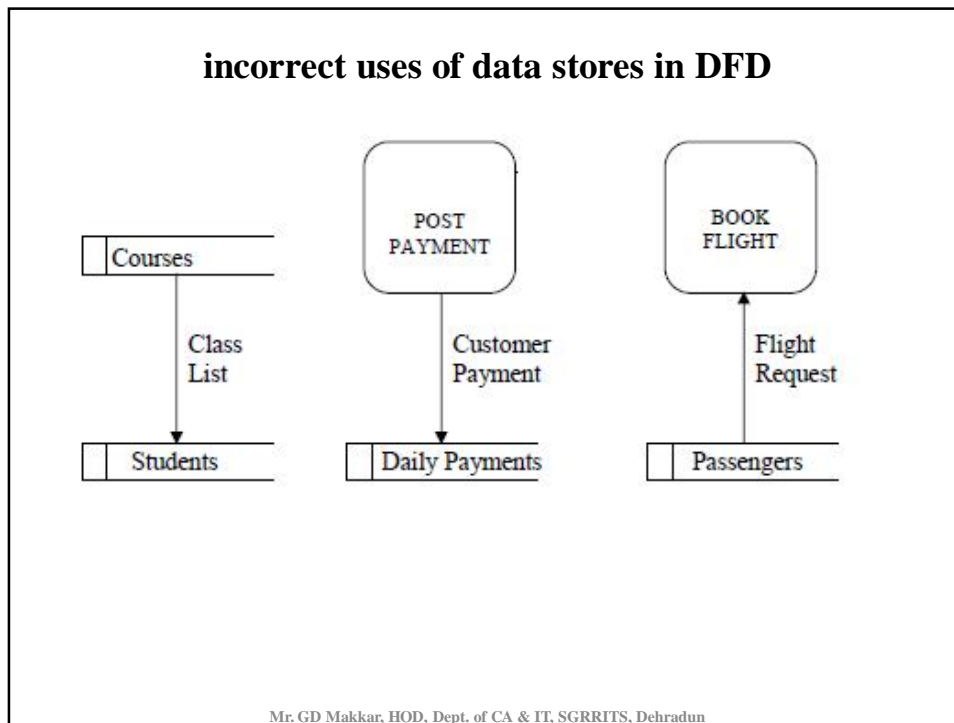 incorrect uses of data stores in DFD
Courses
Class
List
Students
POST
PAYMENT
Customer
Payment
Daily Payments
BOOK
FLIGHT
Flight
Request
Passengers
Mr. GD Makkar, HOD, Dept. of CA & IT, SGRRITS, Dehradun